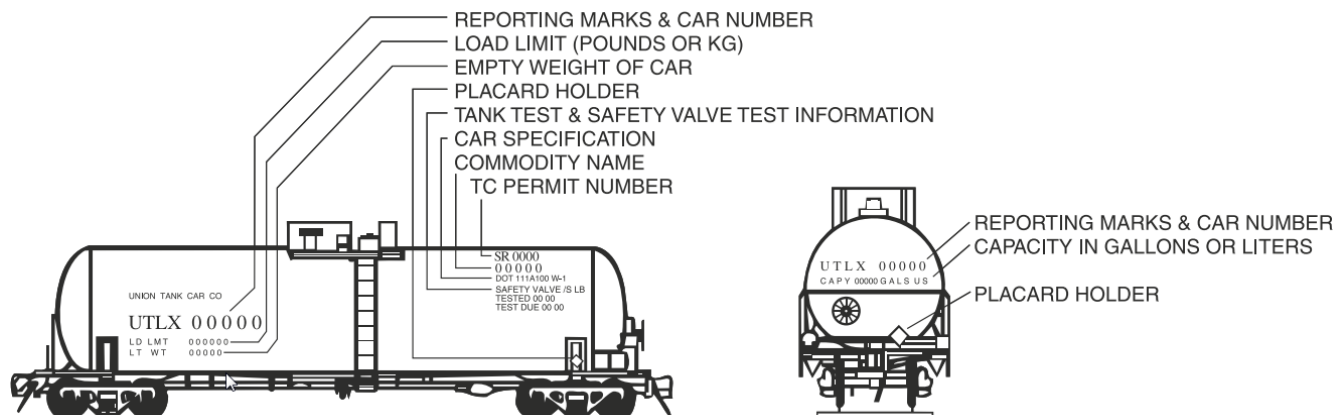 REPORTING MARKS & CAR NUMBER
LOAD LIMIT (POUNDS OR KG)
EMPTY WEIGHT OF CAR
PLACARD HOLDER
TANK TEST & SAFETY VALVE TEST INFORMATION
CAR SPECIFICATION
COMMODITY NAME
TC PERMIT NUMBER
SR 0000
00000
DOT 111A100 W-1
SAFETY VALVE /S LB
TESTED 00 00
TEST DUE 00 00
UNION TANK CAR CO
UTLX 00000
LD LMT 000000
LT WT 00000
REPORTING MARKS & CAR NUMBER
CAPACITY IN GALLONS OR LITERS
UTLX 00000
CAPY 00000 GALS US
PLACARD HOLDER